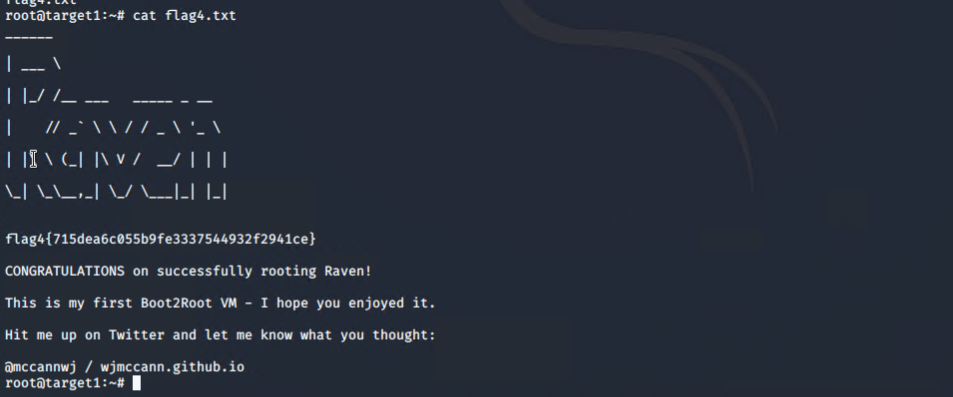 flag4.txt
root@target1:~# cat flag4.txt
______
| ___ \
| |_/ /__ ___   _____ _ __
|    // _` \ \ / / _ \ '_ \
| |\ \ (_| |\ V /  __/ | | |
\_| \_\__,_| \_/ \___|_| |_|
flag4{715dea6c055b9fe3337544932f2941ce}
CONGRATULATIONS on successfully rooting Raven!
This is my first Boot2Root VM - I hope you enjoyed it.
Hit me up on Twitter and let me know what you thought:
@mccannwj / wjmccann.github.io
root@target1:~#